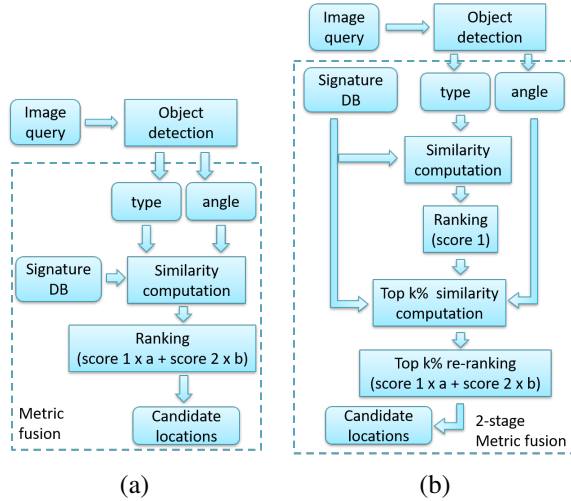 Image
query
Object
detection
type
angle
Signature
DB
Similarity
computation
Ranking
(score 1 x a + score 2 x b)
Metric
fusion
Candidate
locations
(a)
Image
query
Object
detection
Signature
DB
type
angle
Similarity
computation
Ranking
(score 1)
Top k% similarity
computation
Top k% re-ranking
(score 1 x a + score 2 x b)
Candidate
locations
2-stage
Metric fusion
(b)